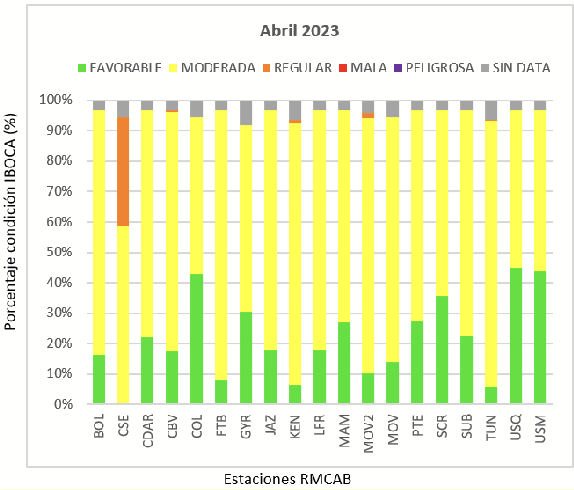 Abril 2023
FAVORABLE MODERADA REGULAR MALA PELIGROSA SIN DATA
100%
90%
80%
70%
60%
50%
40%
30%
20%
10%
0%
Porcentaje condición IBOCA (%)
BOL CSE CDAR CBV COL FTB GYR JAZ KEN LFR MAM MOV2 MOV PTE SCR SUB TUN USQ USM
Estaciones RMCAB